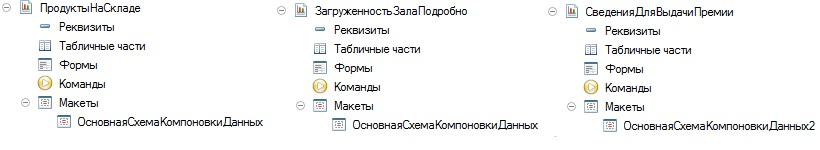 ПродуктыНаСкладе
Реквизиты
Табличные части
Формы
Команды
Макеты
ОсновнаяСхемаКомпоновкиДанных
ЗагруженностьЗалаПодробно
Реквизиты
Табличные части
Формы
Команды
Макеты
ОсновнаяСхемаКомпоновкиДанных
СведенияДляВыдачиПремии
Реквизиты
Табличные части
Формы
Команды
Макеты
ОсновнаяСхемаКомпоновкиДанных2